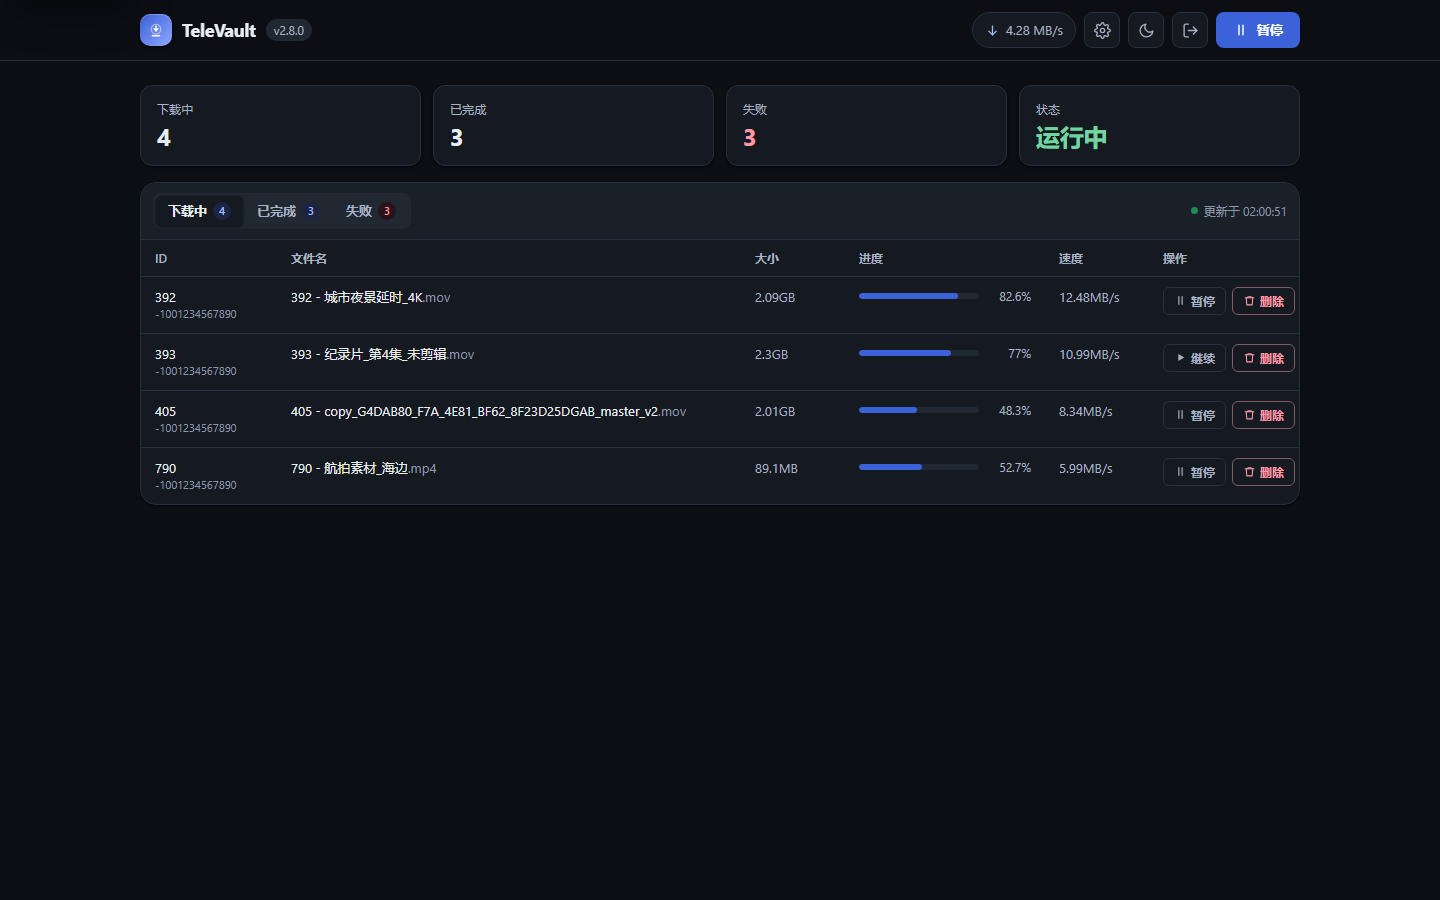 TeleVault v2.8.0 4.28 MB/s 暂停
下载中 已完成 失败 状态
4 3 3 运行中
下载中 4 已完成 3 失败 3 更新于 02:00:51
ID 文件名 大小 进度 速度 操作
392 392 - 城市夜景延时_4K.mov 2.09GB 82.6% 12.48MB/s 暂停 删除
-1001234567890
393 393 - 纪录片_第4集_未剪辑.mov 2.3GB 77% 10.99MB/s 继续 删除
-1001234567890
405 405 - copy_G4DAB80_F7A_4E81_BF62_8F23D25DGAB_master_v2.mov 2.01GB 48.3% 8.34MB/s 暂停 删除
-1001234567890
790 790 - 航拍素材_海边.mp4 89.1MB 52.7% 5.99MB/s 暂停 删除
-1001234567890